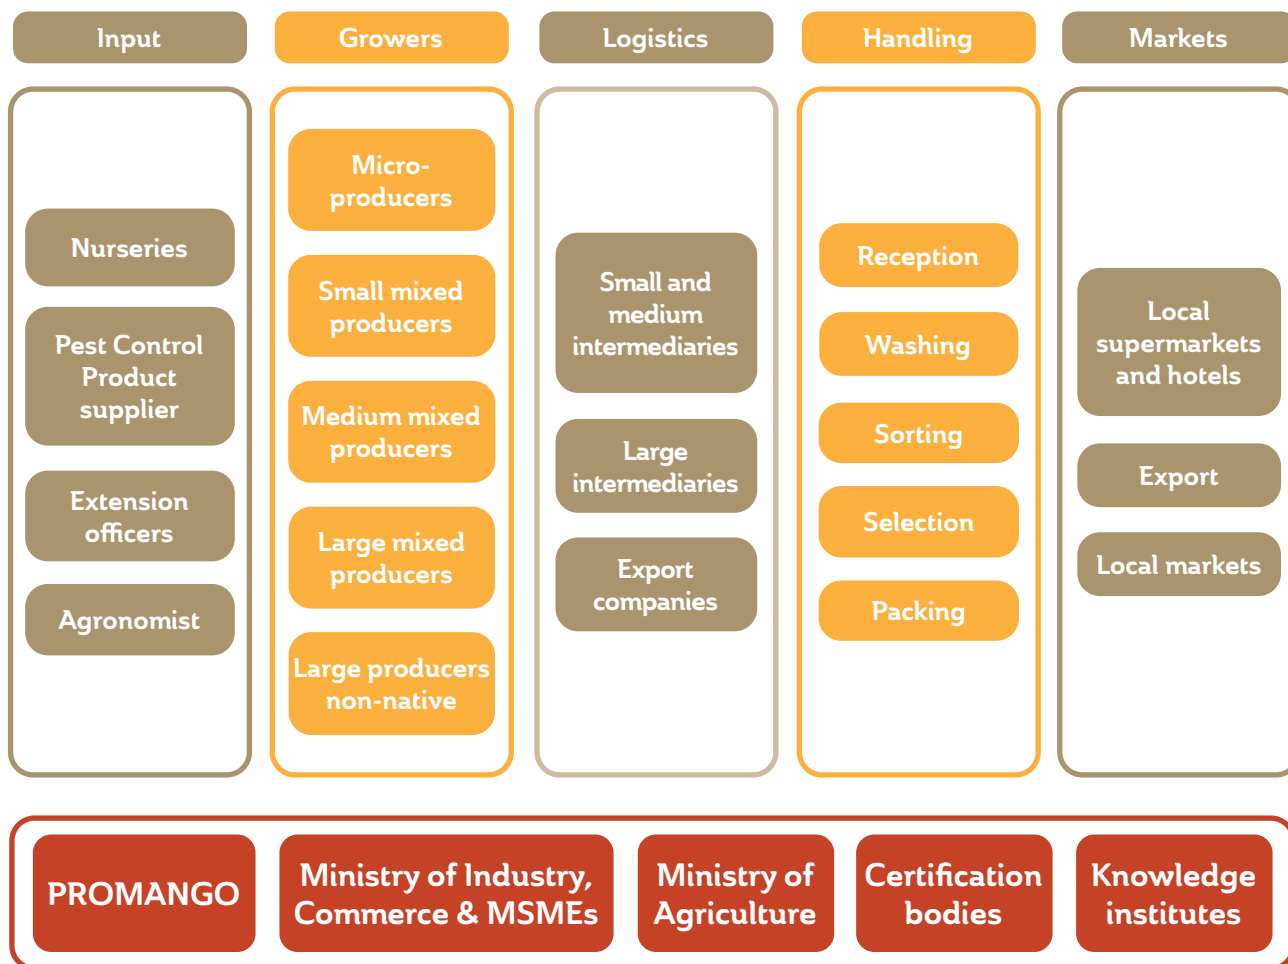 Input
Growers
Logistics
Handling
Markets
Nurseries
Pest Control
Product
supplier
Extension
officers
Agronomist
Micro-
producers
Small mixed
producers
Medium mixed
producers
Large mixed
producers
Large producers
non-native
Small and
medium
intermediaries
Large
intermediaries
Export
companies
Reception
Washing
Sorting
Selection
Packing
Local
supermarkets
and hotels
Export
Local markets
PROMANGO
Ministry of Industry,
Commerce & MSMEs
Ministry of
Agriculture
Certification
bodies
Knowledge
institutes